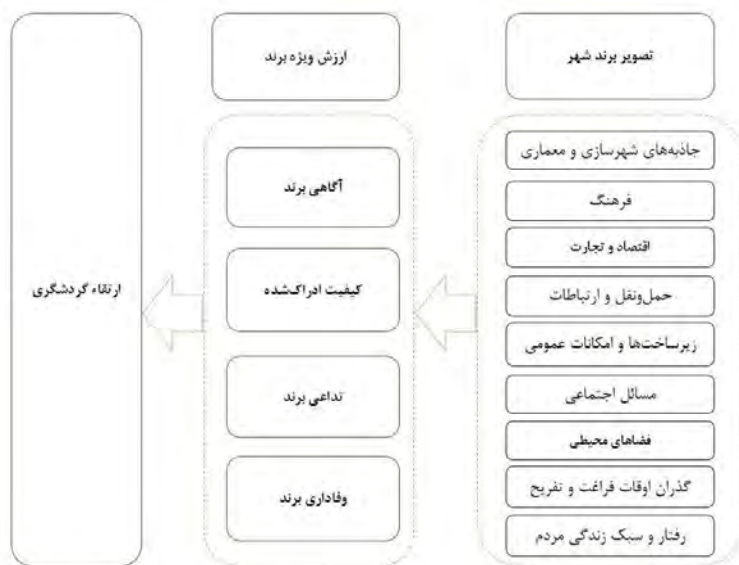 تصویر برند شهر
جاذبه‌های شهرسازی و معماری
فرهنگ
اقتصاد و تجارت
حمل‌ونقل و ارتباطات
زیرساخت‌ها و امکانات عمومی
مسائل اجتماعی
فضاهای محیطی
گذران اوقات فراغت و تفریح
رفتار و سبک زندگی مردم
ارزش ویژه برند
آگاهی برند
کیفیت ادراک‌شده
تداعی برند
وفاداری برند
ارتقاء گردشگری